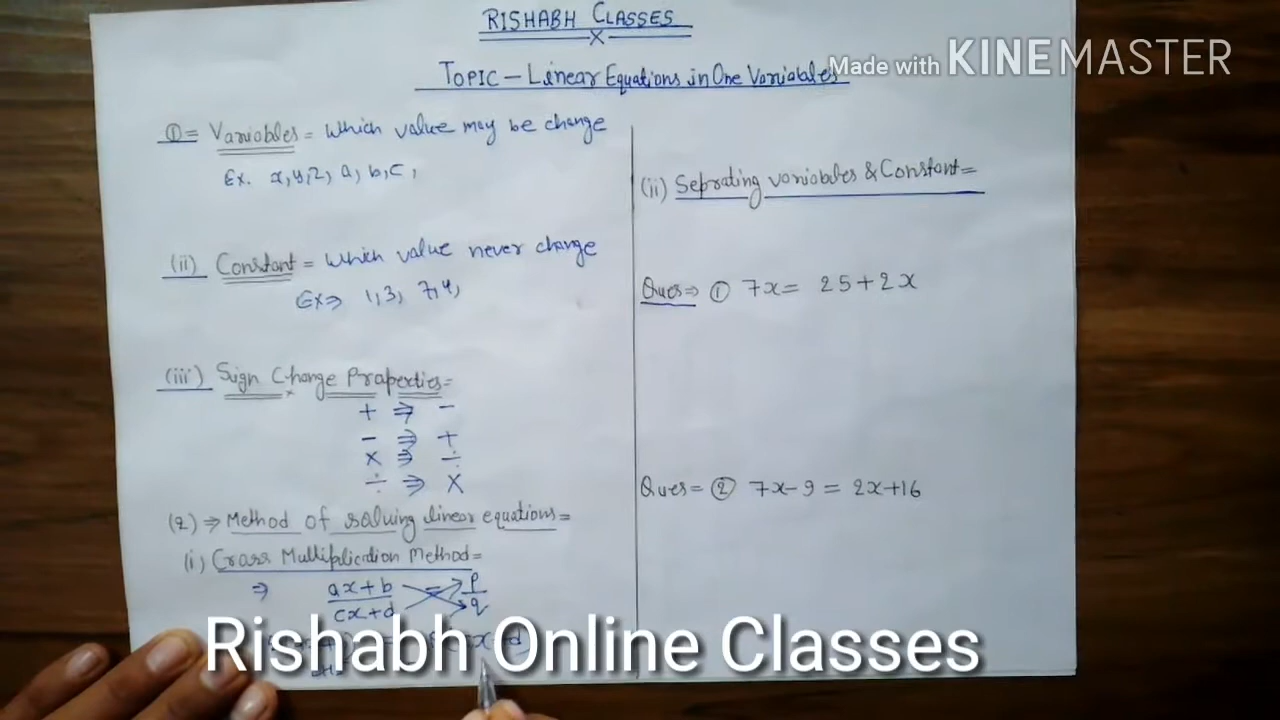 RISHABH CLASSES
Made with KINEMASTER
TOPIC - Linear Equations in One Variables
① = Variables = Which value may be change
Ex. x, y, z, a, b, c,
(ii) Constant = Which value never change
Ex ⇒ 1, 3, 7, 4,
(iii) Sign Change Properties =
+ ⇒ -
- ⇒ +
× ⇒ ÷
÷ ⇒ ×
(2) ⇒ Method of solving linear equations =
(i) Cross Multiplication Method =
⇒ ax+b = p
cx+d q
(ii) Seprating variables & Constant =
Ques ⇒ ① 7x = 25 + 2x
Ques = ② 7x - 9 = 2x + 16
Rishabh Online Classes